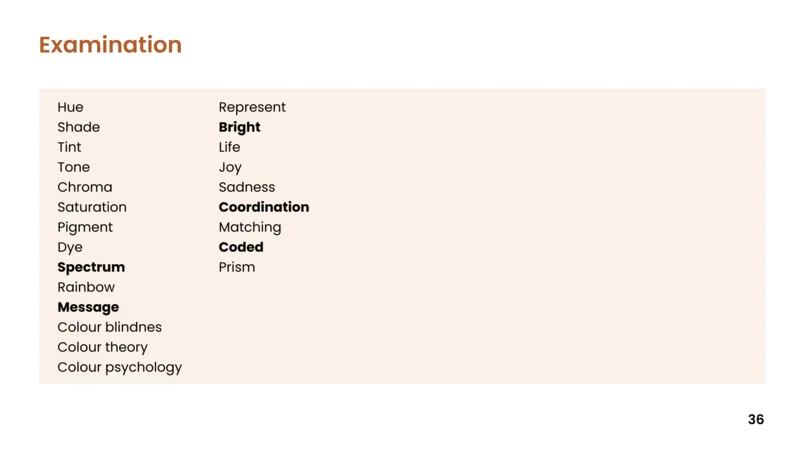 Examination
Hue
Shade
Tint
Tone
Chroma
Saturation
Pigment
Dye
Spectrum
Rainbow
Message
Colour blindnes
Colour theory
Colour psychology
Represent
Bright
Life
Joy
Sadness
Coordination
Matching
Coded
Prism
36